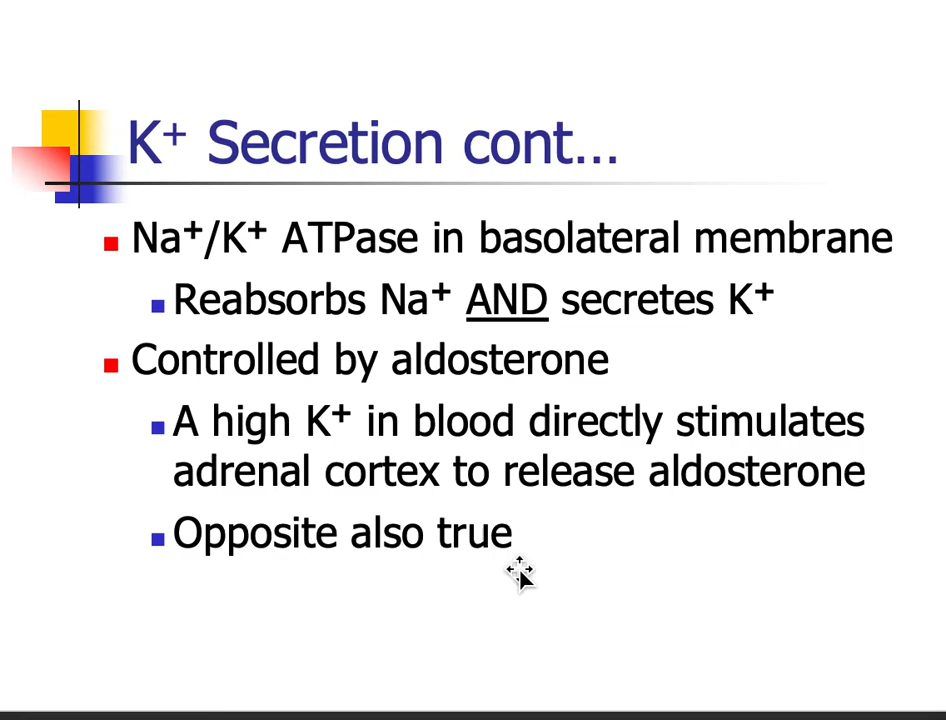 K⁺ Secretion cont…
Na⁺/K⁺ ATPase in basolateral membrane
Reabsorbs Na⁺ AND secretes K⁺
Controlled by aldosterone
A high K⁺ in blood directly stimulates
adrenal cortex to release aldosterone
Opposite also true